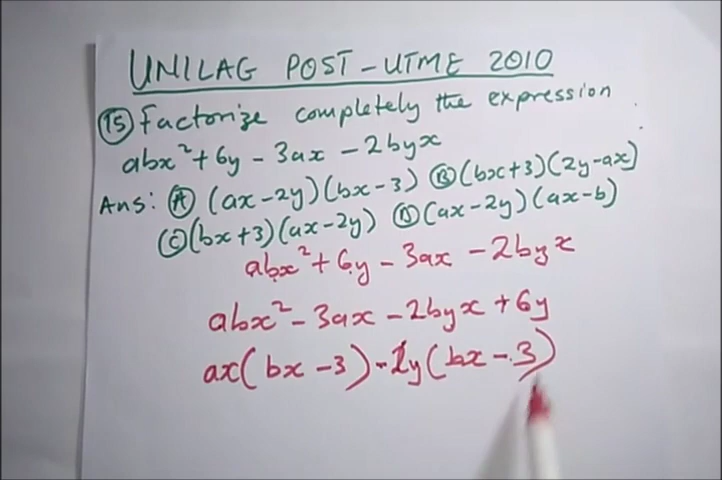 UNILAG POST-UTME 2010
(15) Factorize completely the expression
abx² + 6y - 3ax - 2byx
Ans: (A) (ax-2y)(bx-3) (B) (bx+3)(2y-ax)
(C) (bx+3)(ax-2y) (D) (ax-2y)(ax-b)
abx² + 6y - 3ax - 2byx
abx² - 3ax - 2byx + 6y
ax(bx-3)-2y(bx-3)